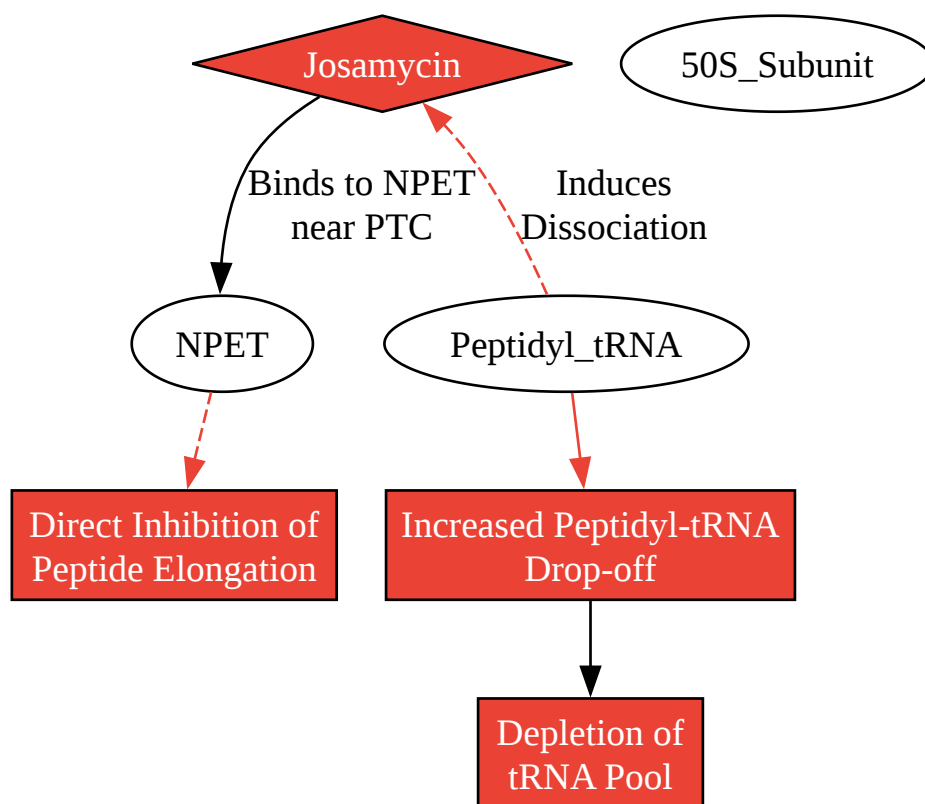 Josamycin
50S_Subunit
Binds to NPET
near PTC
Induces
Dissociation
NPET
Peptidyl_tRNA
Direct Inhibition of
Peptide Elongation
Increased Peptidyl-tRNA
Drop-off
Depletion of
tRNA Pool